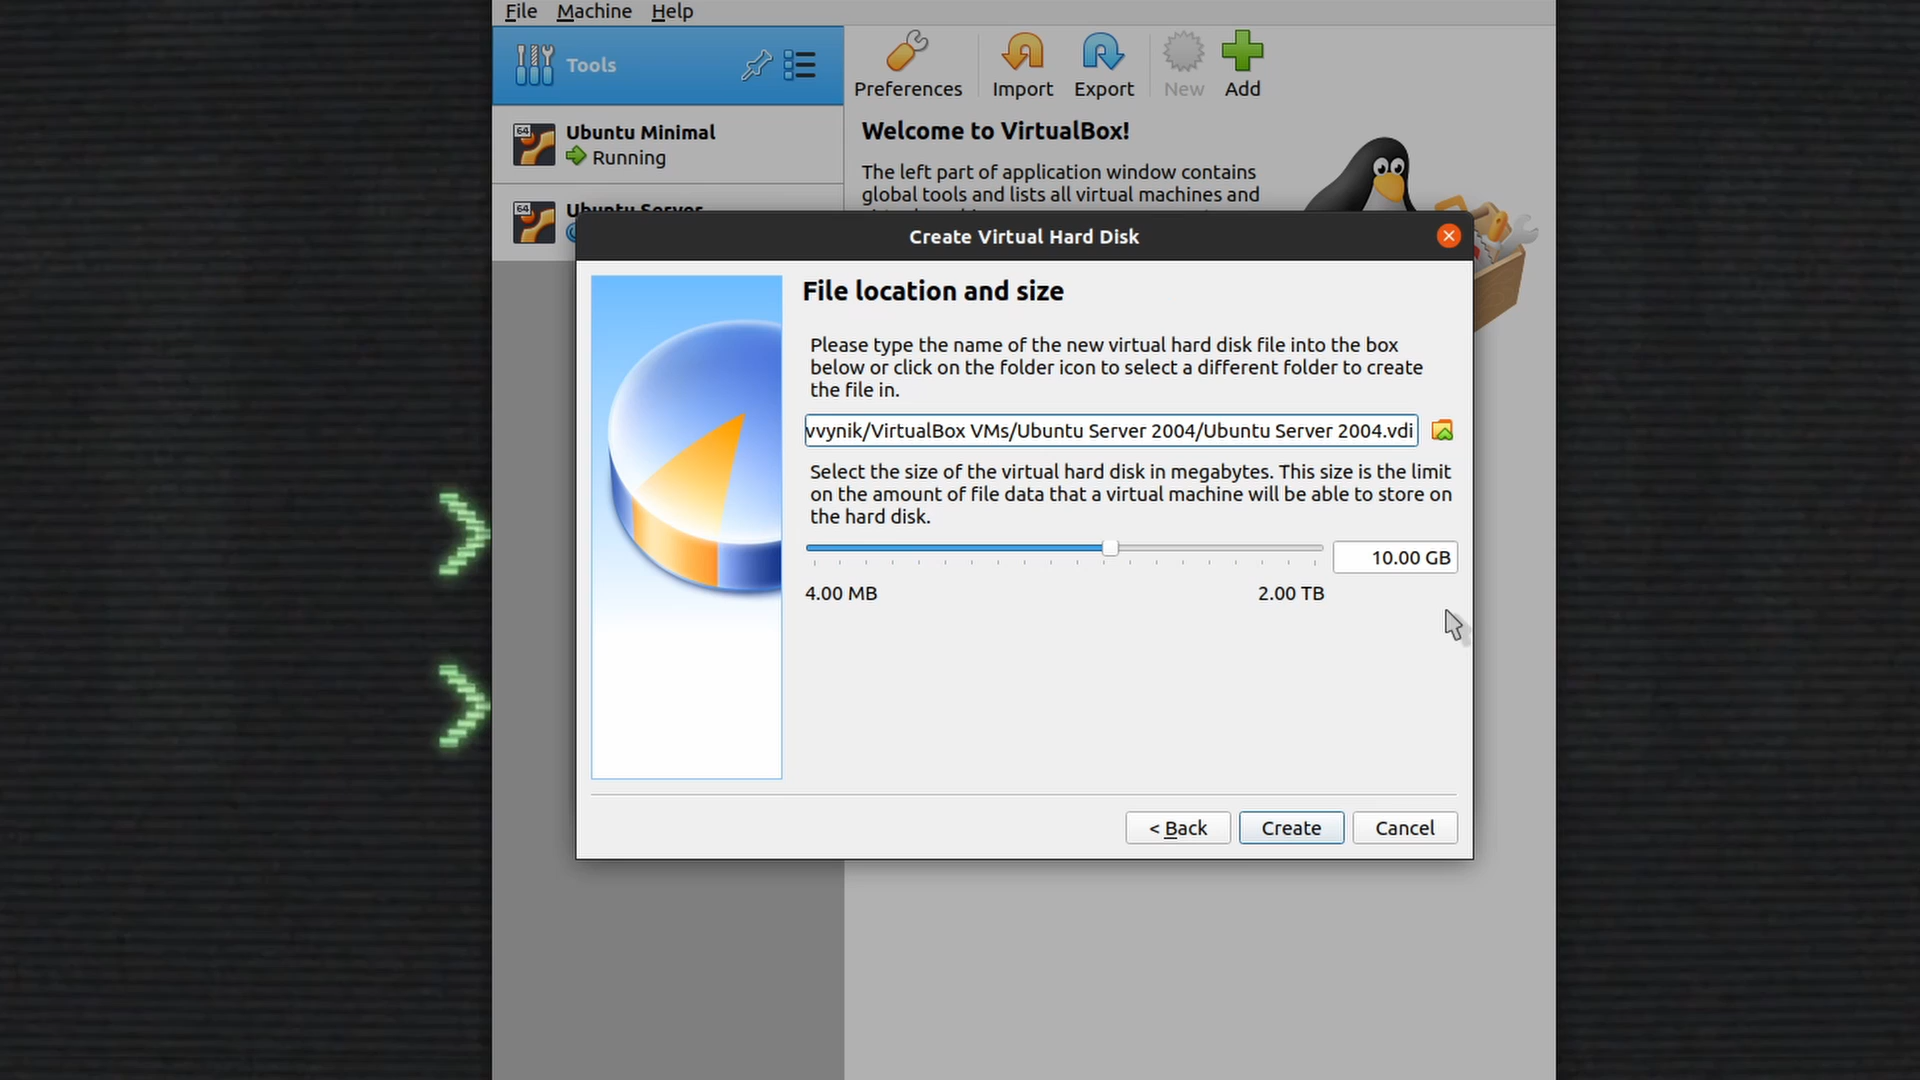 File Machine Help
Tools
Preferences Import Export New Add
64
Ubuntu Minimal
Running
Welcome to VirtualBox!
The left part of application window contains
global tools and lists all virtual machines and
64
Ubuntu Server
Create Virtual Hard Disk
File location and size
Please type the name of the new virtual hard disk file into the box
below or click on the folder icon to select a different folder to create
the file in.
vvynik/VirtualBox VMs/Ubuntu Server 2004/Ubuntu Server 2004.vdi
Select the size of the virtual hard disk in megabytes. This size is the limit
on the amount of file data that a virtual machine will be able to store on
the hard disk.
10.00 GB
4.00 MB 2.00 TB
< Back Create Cancel